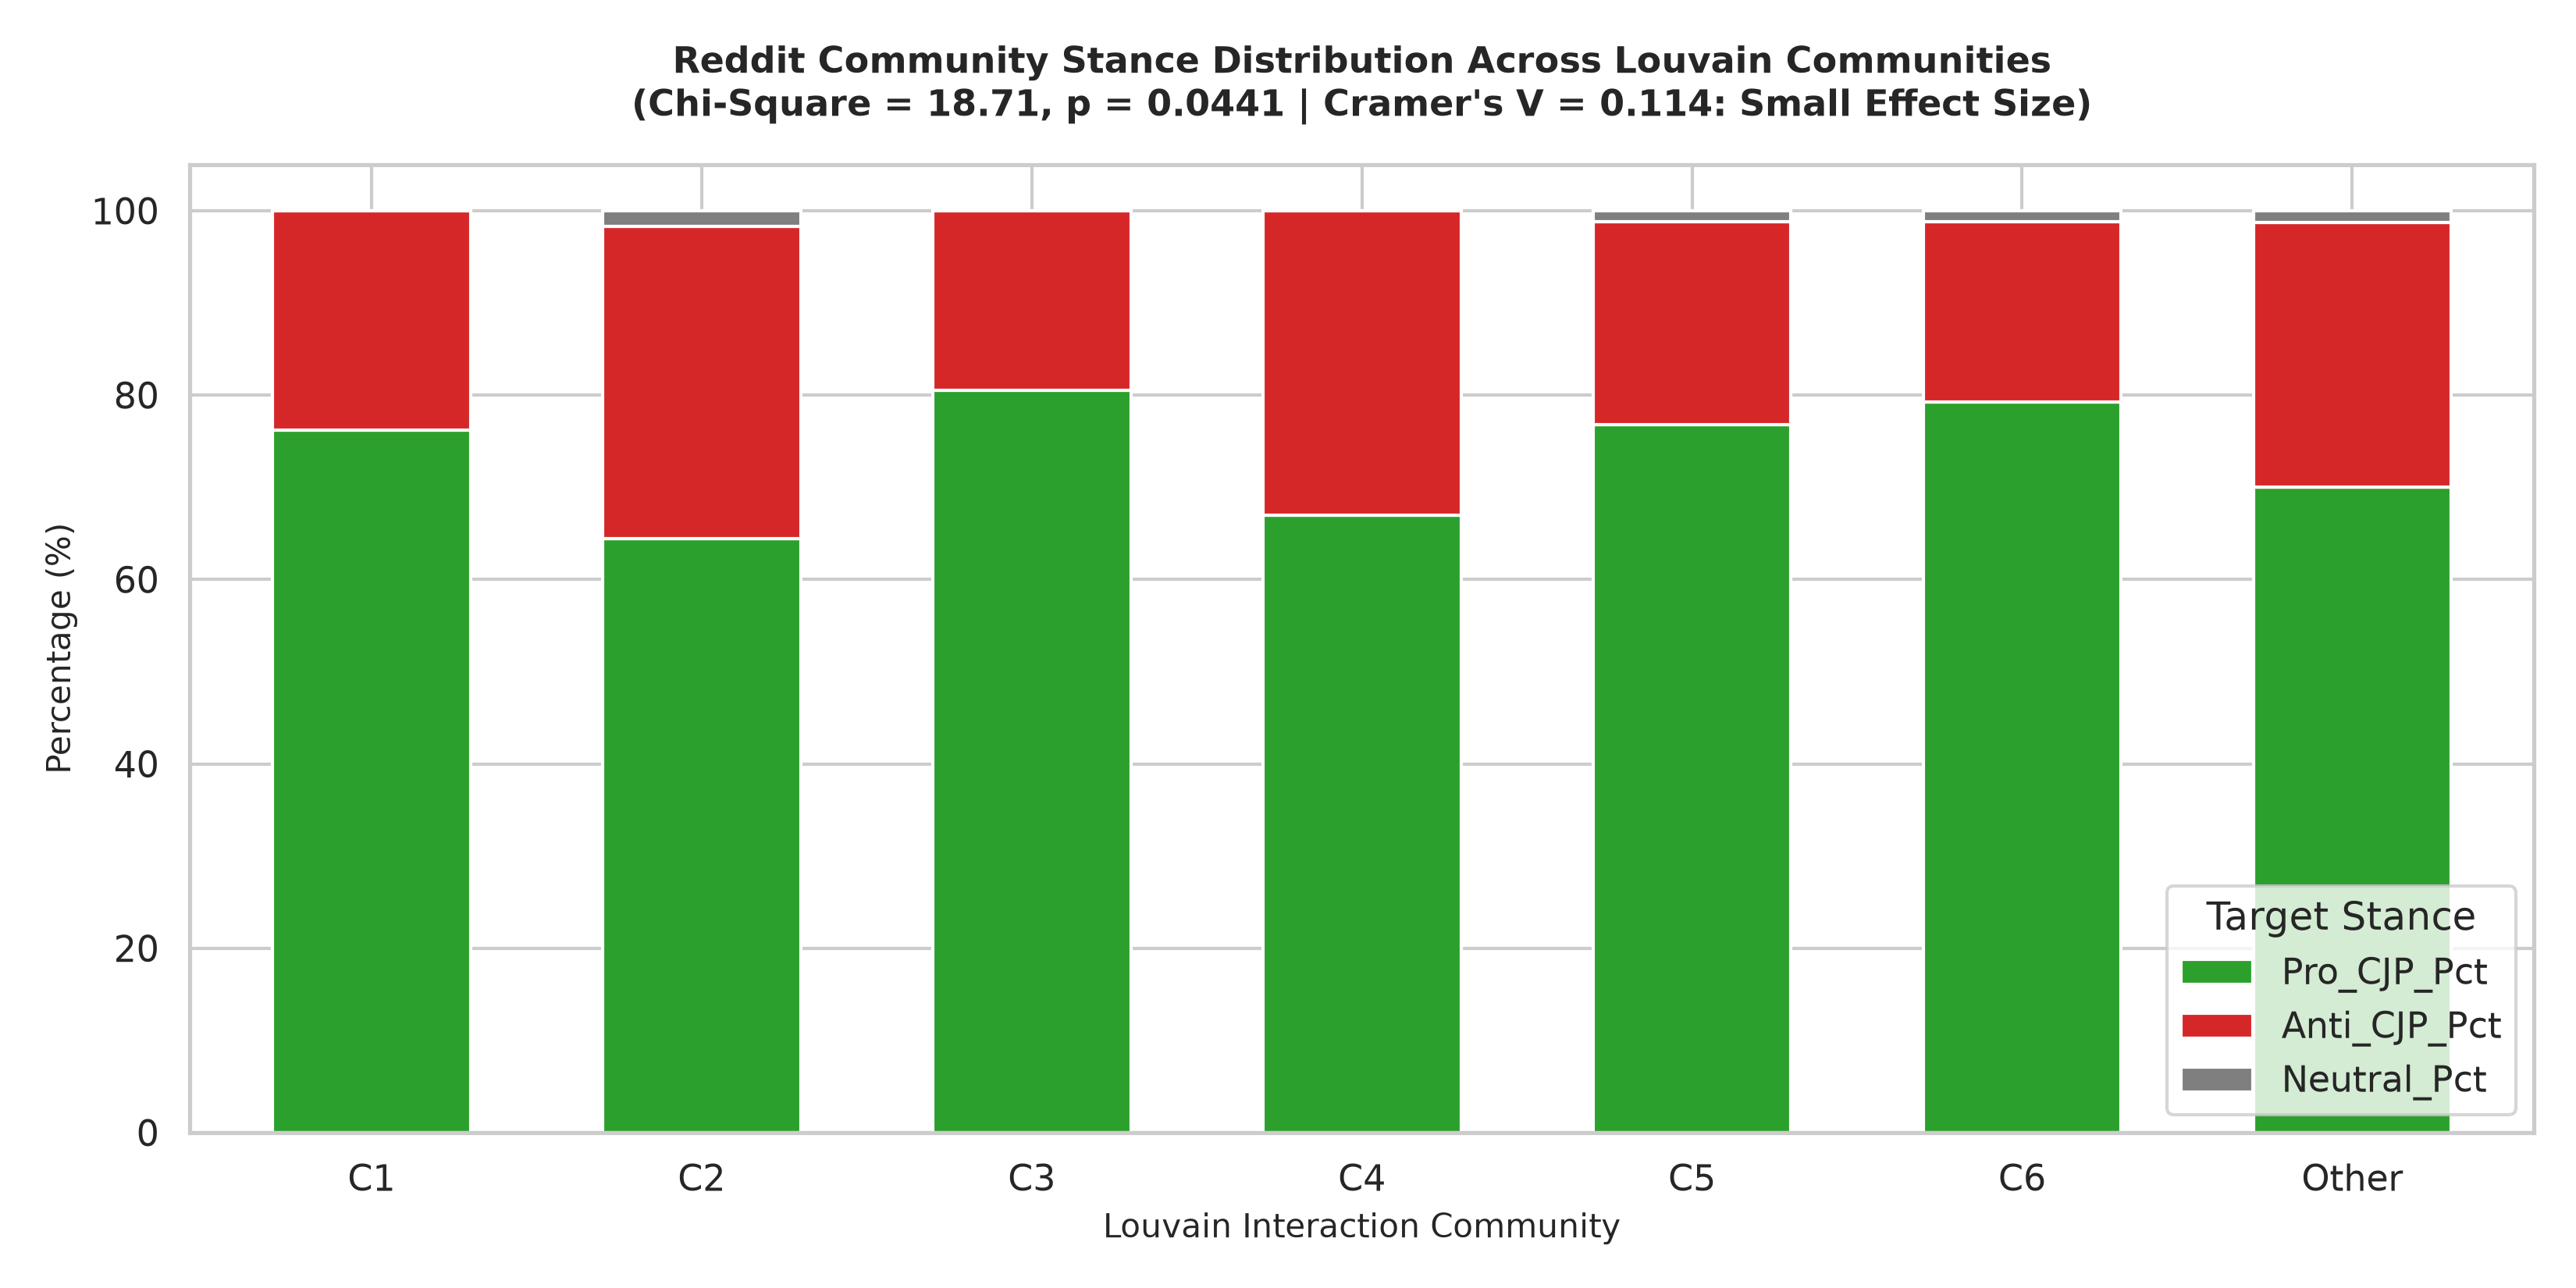 Reddit Community Stance Distribution Across Louvain Communities
(Chi-Square = 18.71, p = 0.0441 | Cramer's V = 0.114: Small Effect Size)
Percentage (%)
100
80
60
40
20
0
Target Stance
Pro_CJP_Pct
Anti_CJP_Pct
Neutral_Pct
C1 C2 C3 C4 C5 C6 Other
Louvain Interaction Community